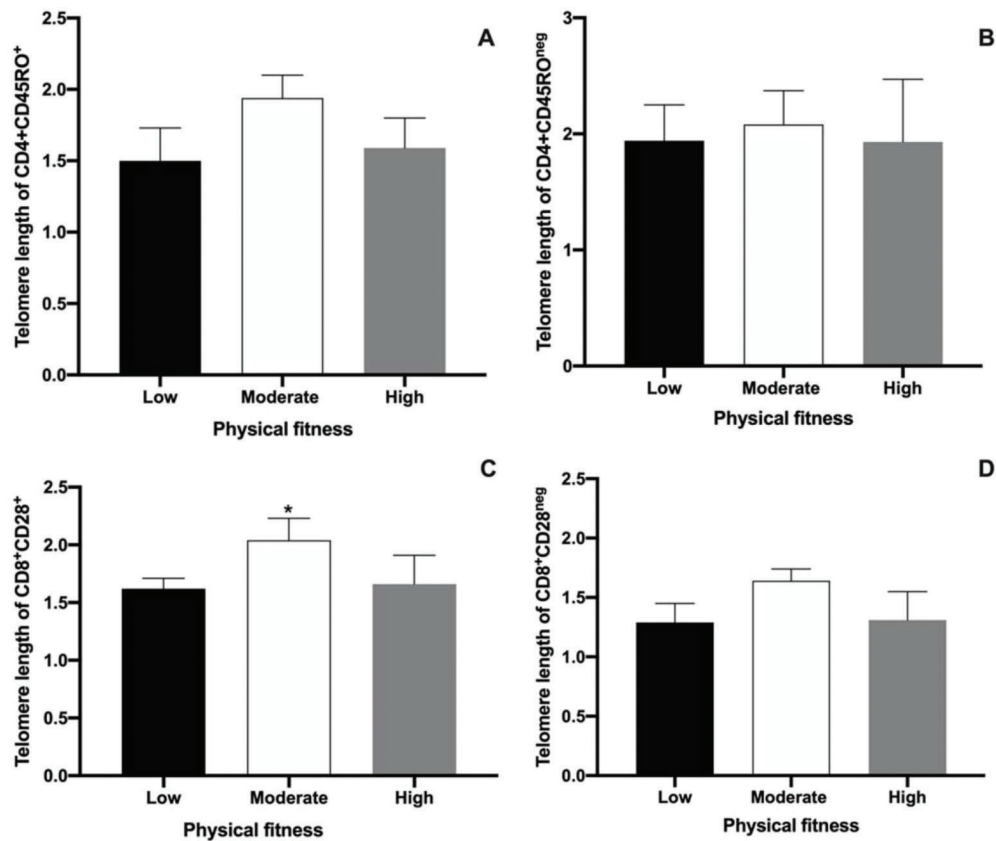 A
Telomere length of CD4+CD45RO⁺
2.5
2.0
1.5
1.0
0.5
0.0
Low Moderate High
Physical fitness
B
Telomere length of CD4+CD45ROⁿᵉᵍ
3
2
1
0
Low Moderate High
Physical fitness
C
Telomere length of CD8⁺CD28⁺
2.5
2.0
1.5
1.0
0.5
0.0
*
Low Moderate High
Physical fitness
D
Telomere length of CD8⁺CD28ⁿᵉᵍ
2.5
2.0
1.5
1.0
0.5
0.0
Low Moderate High
Physical fitness